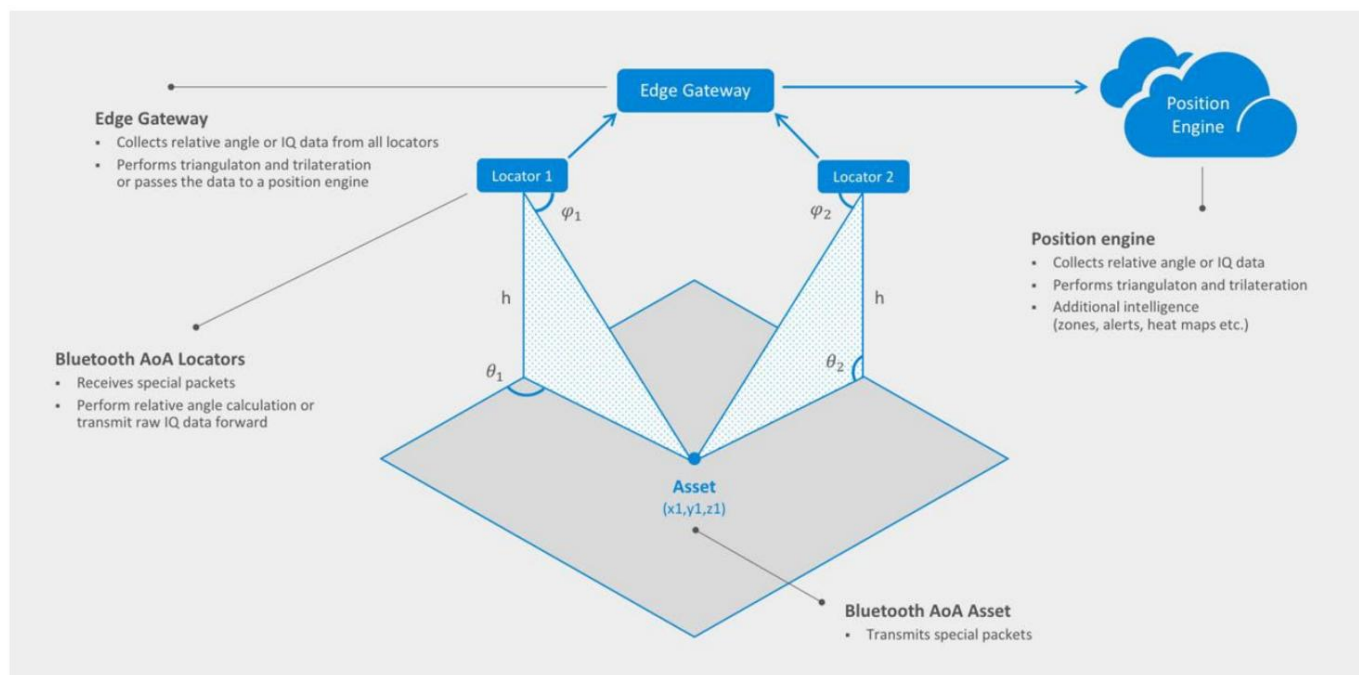 Edge Gateway
Position
Engine
Edge Gateway
▪ Collects relative angle or IQ data from all locators
▪ Performs triangulaton and trilateration
or passes the data to a position engine
Locator 1
Locator 2
φ1
φ2
Position engine
▪ Collects relative angle or IQ data
▪ Performs triangulaton and trilateration
▪ Additional intelligence
(zones, alerts, heat maps etc.)
h
h
Bluetooth AoA Locators
▪ Receives special packets
▪ Perform relative angle calculation or
transmit raw IQ data forward
θ1
θ2
Asset
(x1,y1,z1)
Bluetooth AoA Asset
▪ Transmits special packets